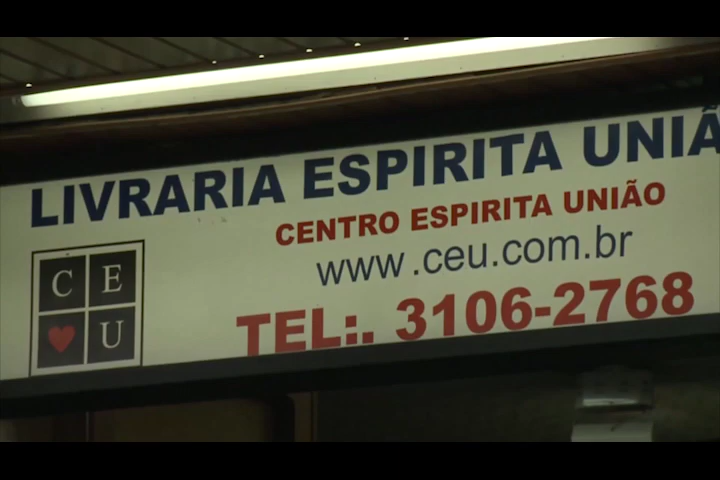 LIVRARIA ESPIRITA UNIÃ
CENTRO ESPIRITA UNIÃO
www.ceu.com.br
TEL:. 3106-2768
C E
U